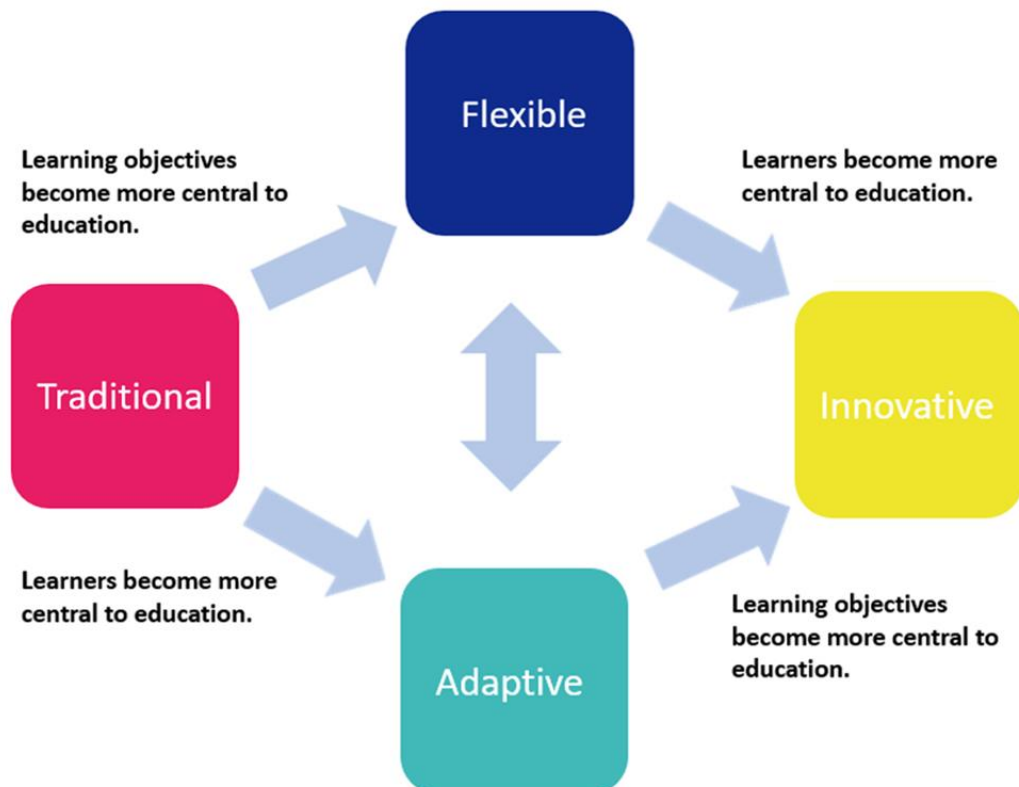 Flexible
Learning objectives
become more central to
education.
Learners become more
central to education.
Traditional
Innovative
Learners become more
central to education.
Adaptive
Learning objectives
become more central to
education.